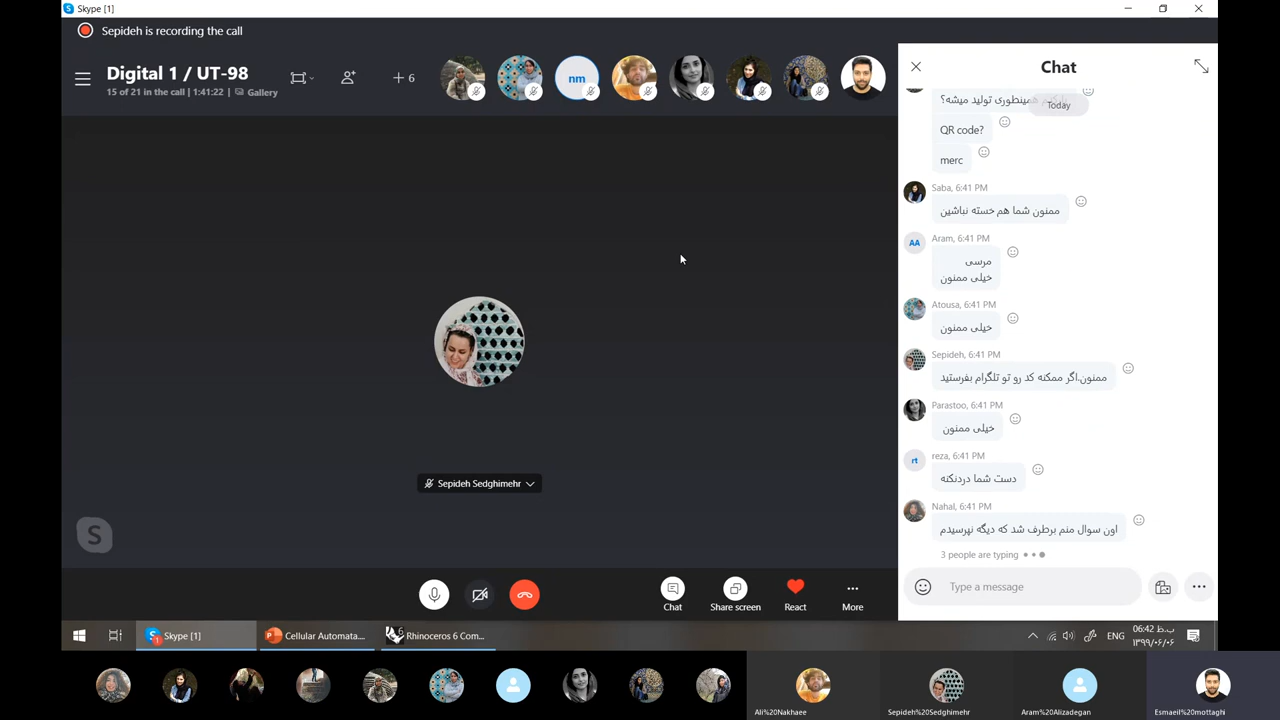 Skype [1]
Sepideh is recording the call
Digital 1 / UT-98
15 of 21 in the call | 1:41:22 | Gallery
+ 6
nm
Chat
همینطوری تولید میشه؟
Today
QR code?
merc
Saba, 6:41 PM
ممنون شما هم خسته نباشین
AA
Aram, 6:41 PM
مرسی
خیلی ممنون
Atousa, 6:41 PM
خیلی ممنون
Sepideh, 6:41 PM
ممنون.اگر ممکنه کد رو تو تلگرام بفرستید
Parastoo, 6:41 PM
خیلی ممنون
rt
reza, 6:41 PM
دست شما دردنکنه
Nahal, 6:41 PM
اون سوال منم برطرف شد که دیگه نپرسیدم
3 people are typing
Type a message
Sepideh Sedghimehr
S
Chat
Share screen
React
More
Skype [1]
Cellular Automata...
Rhinoceros 6 Com...
ENG
06:42 ب.ظ
۱۳۹۹/۰۶/۰۶
Ali%20Nakhaee
Sepideh%20Sedghimehr
Aram%20Alizadegan
Esmaeil%20mottaghi